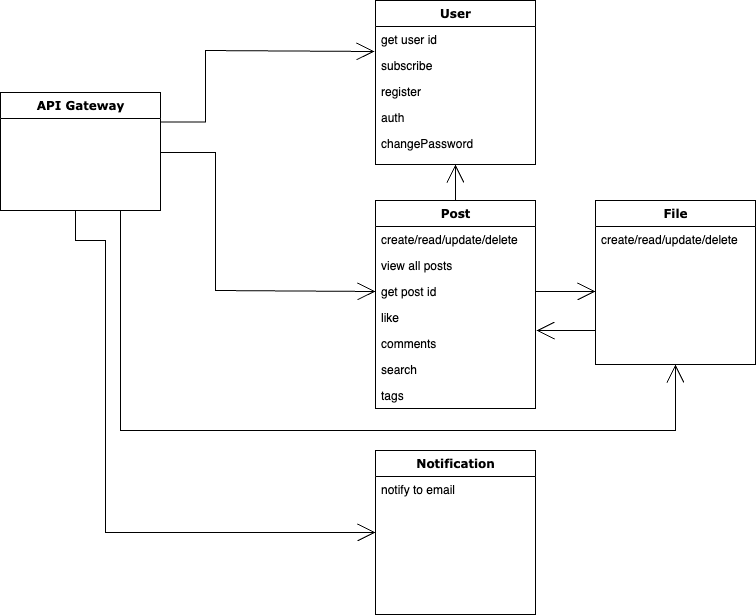 User
get user id
subscribe
register
auth
changePassword
API Gateway
Post
create/read/update/delete
view all posts
get post id
like
comments
search
tags
File
create/read/update/delete
Notification
notify to email